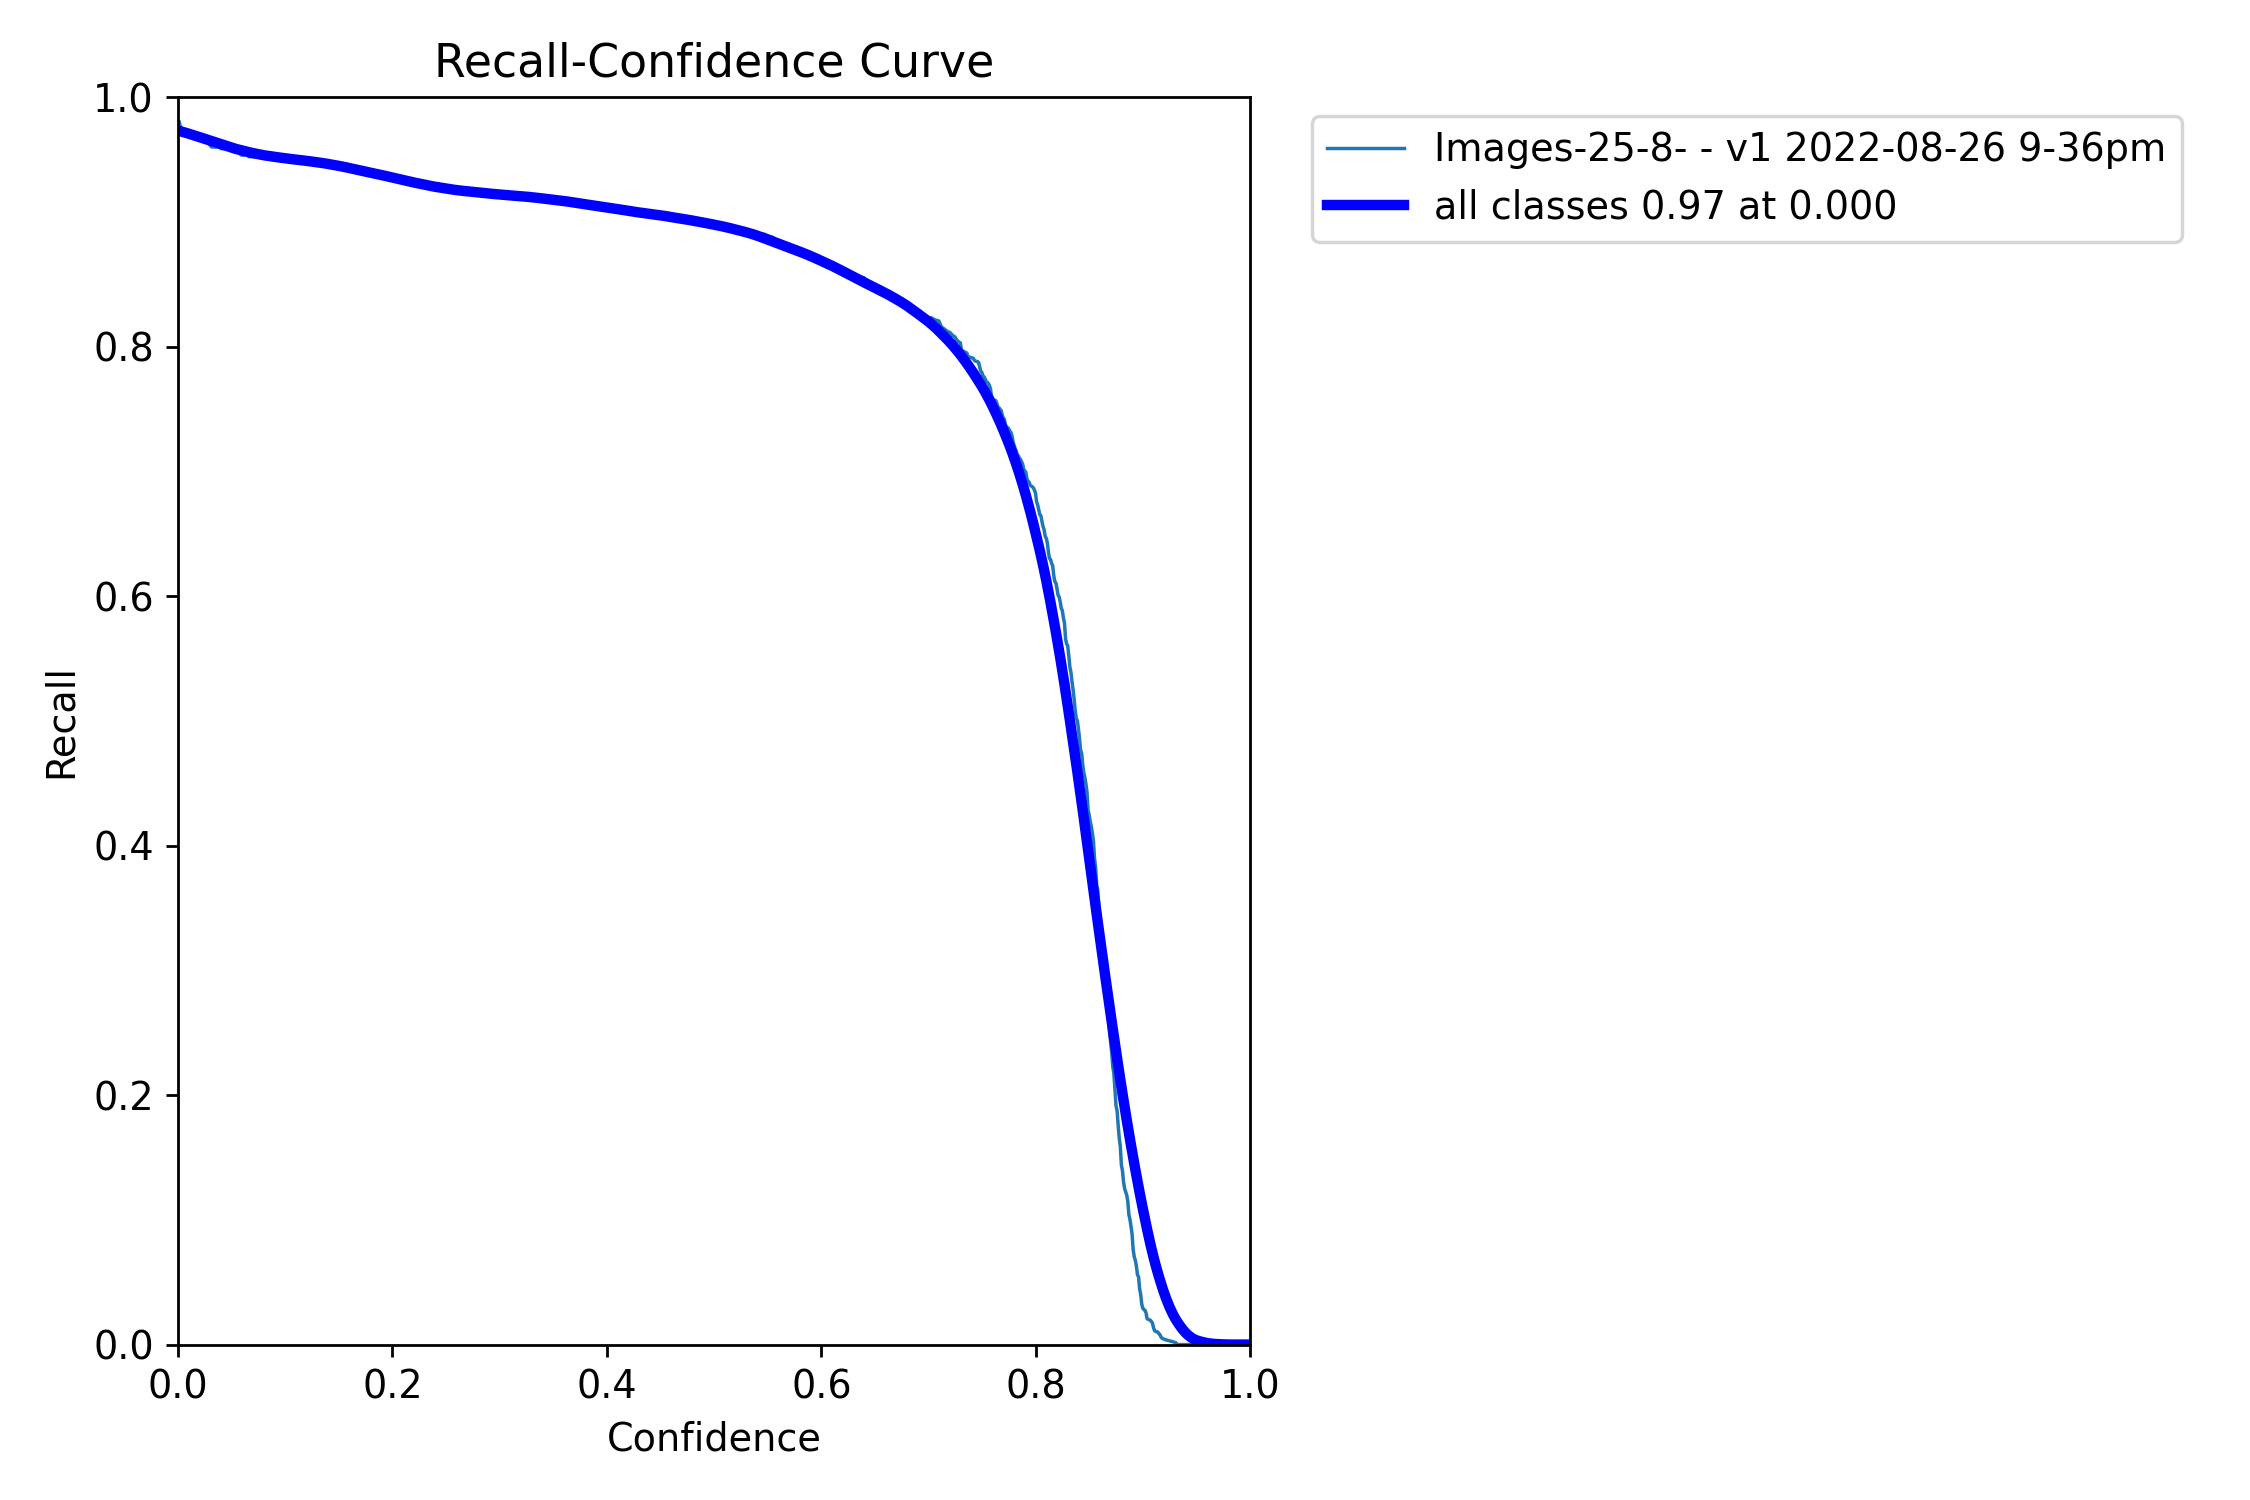 Recall-Confidence Curve
1.0
0.8
0.6
0.4
0.2
0.0
Recall
0.0 0.2 0.4 0.6 0.8 1.0
Confidence
Images-25-8- - v1 2022-08-26 9-36pm
all classes 0.97 at 0.000